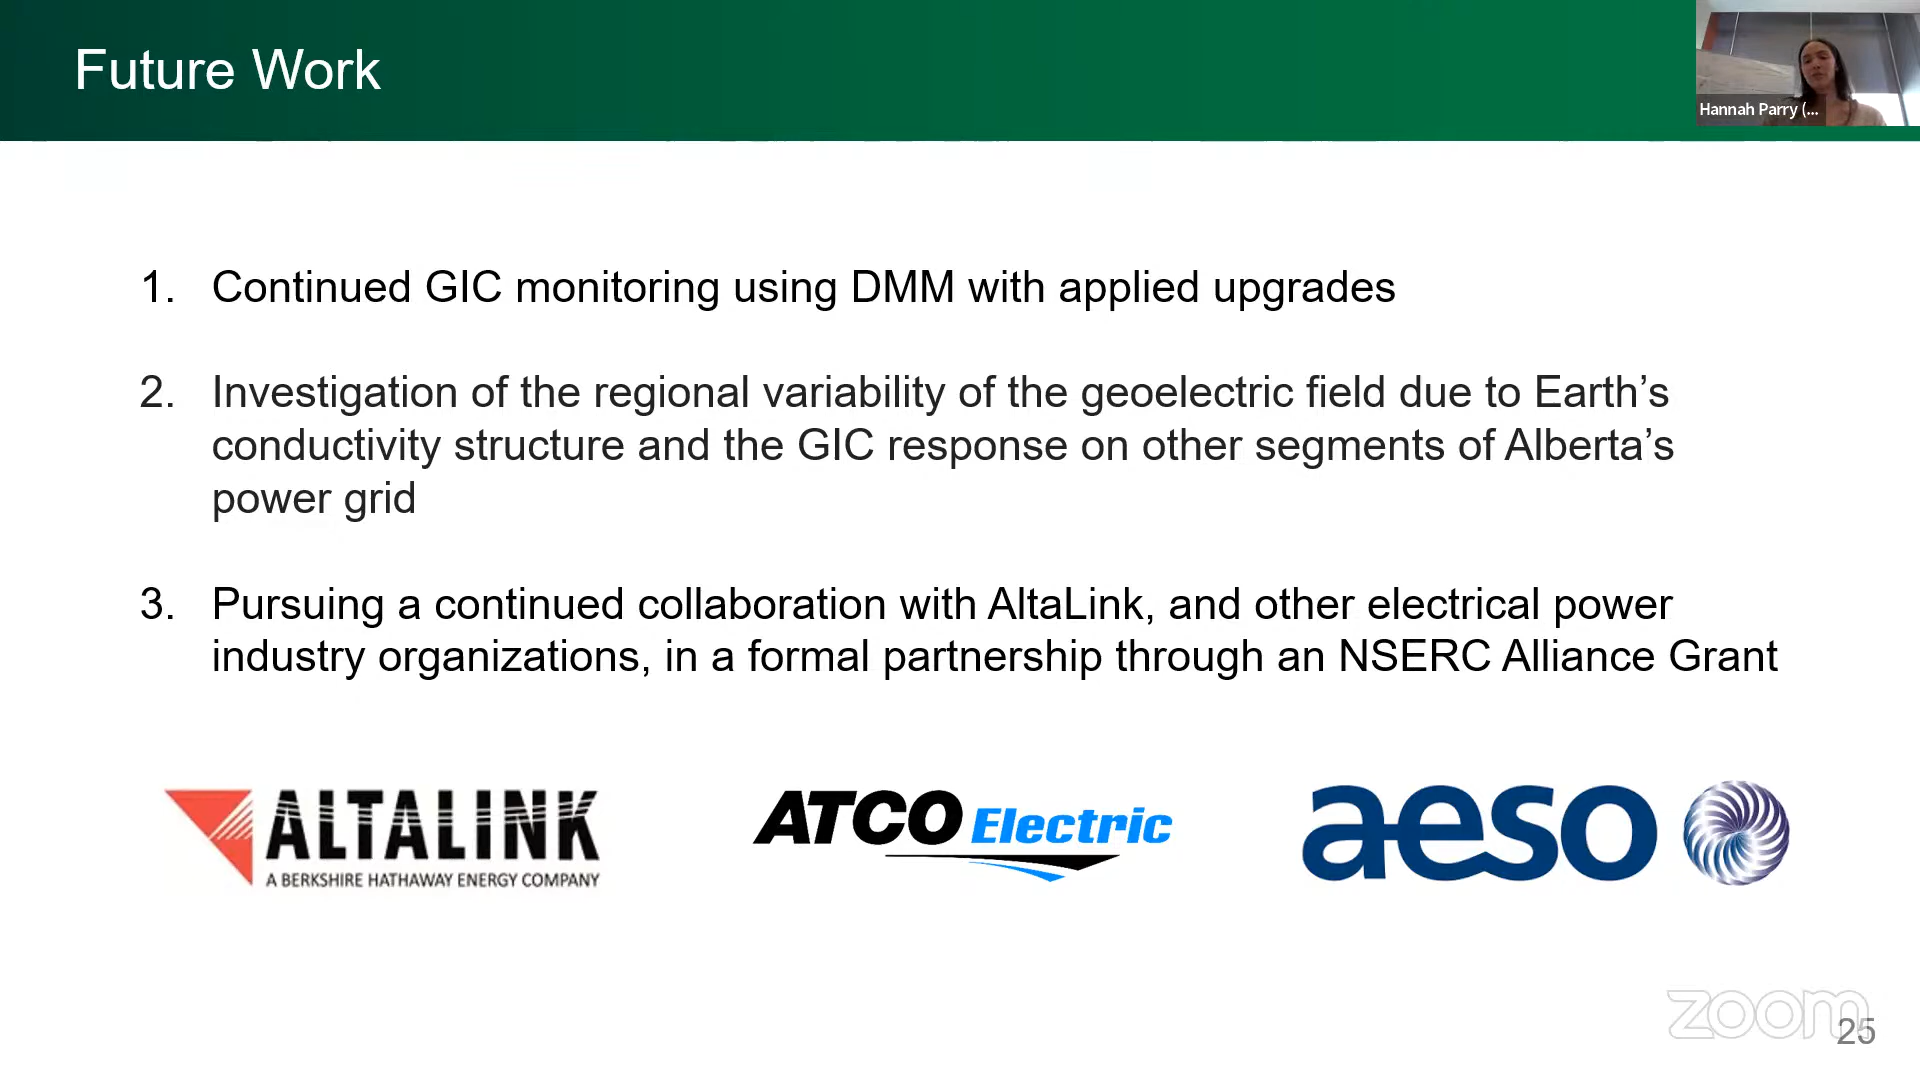 Future Work
Hannah Parry (...
1. Continued GIC monitoring using DMM with applied upgrades
2. Investigation of the regional variability of the geoelectric field due to Earth’s
conductivity structure and the GIC response on other segments of Alberta’s
power grid
3. Pursuing a continued collaboration with AltaLink, and other electrical power
industry organizations, in a formal partnership through an NSERC Alliance Grant
ALTALINK
A BERKSHIRE HATHAWAY ENERGY COMPANY
ATCO Electric
aeso
zoom
25